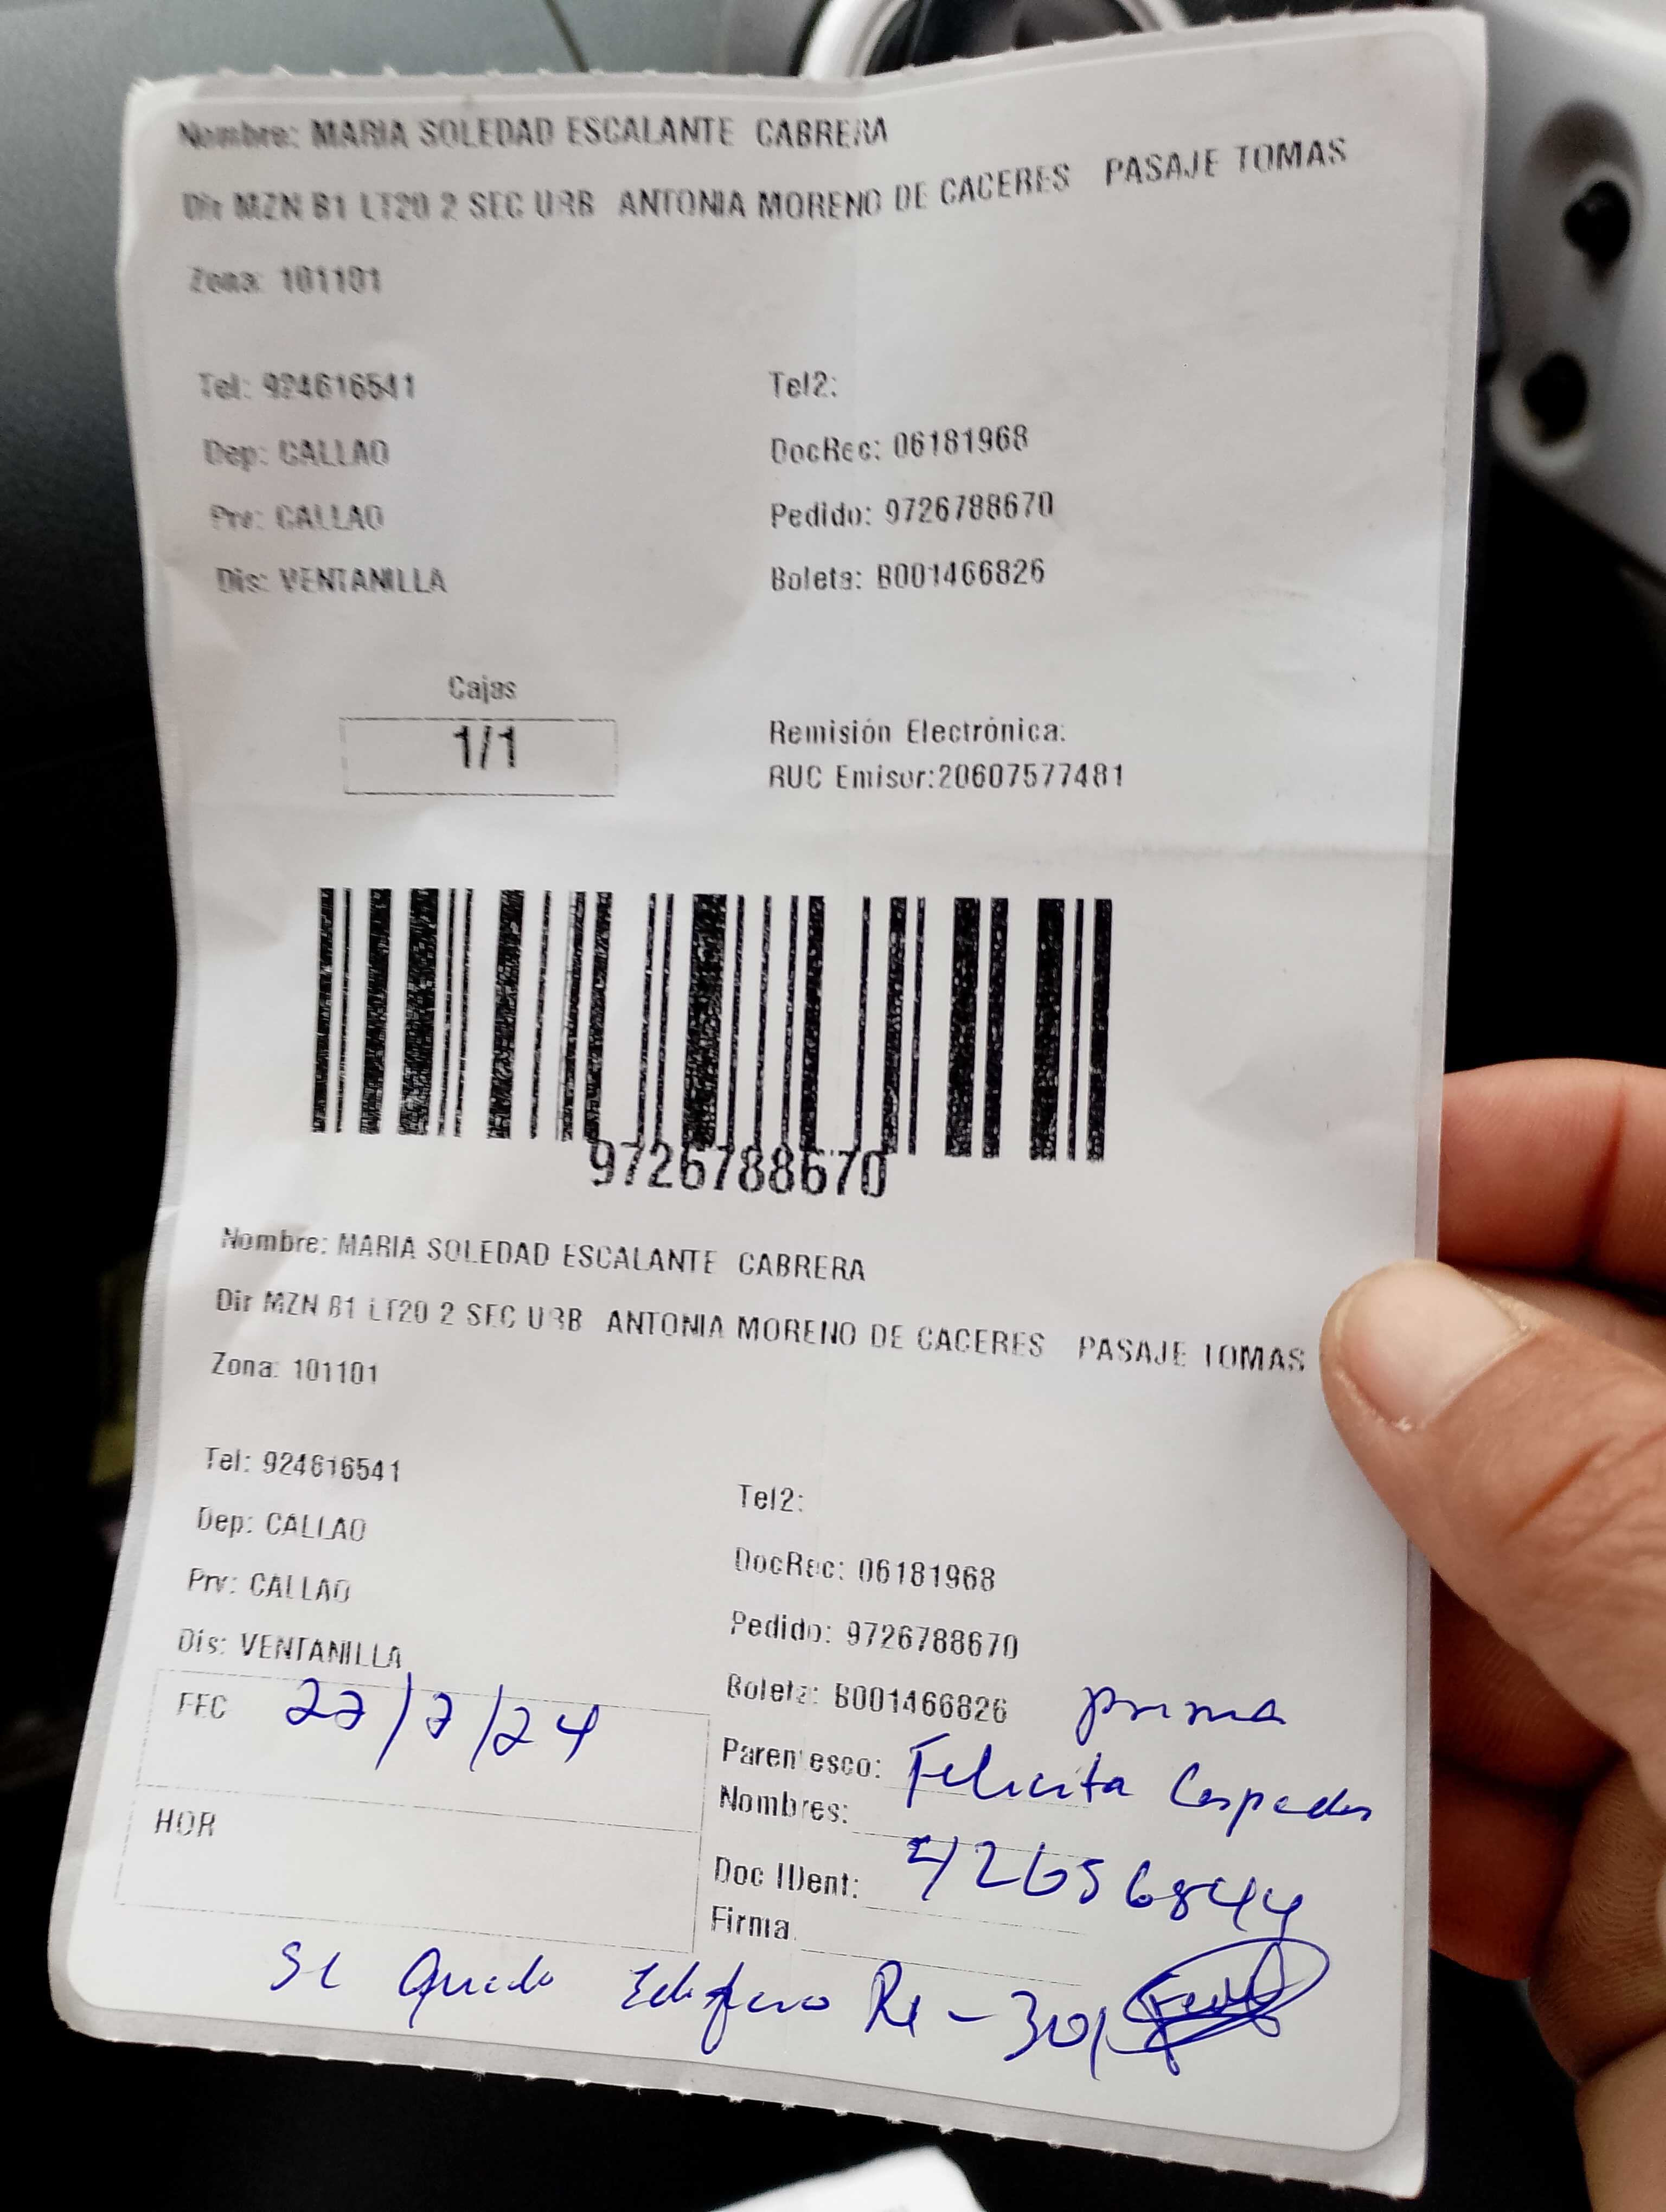 Nombre: MARIA SOLEDAD ESCALANTE CABRERA
Dir MZN B1 LT20 2 SEC URB ANTONIA MORENO DE CACERES PASAJE TOMAS
Zona: 101101
Tel: 924616541 Tel2:
Dep: CALLAO DocRec: 06181968
Prv: CALLAO Pedido: 9726788670
Dis: VENTANILLA Boleta: B001466826
Cajas
1/1
Remisión Electrónica:
RUC Emisor:20607577481
9726788670
Nombre: MARIA SOLEDAD ESCALANTE CABRERA
Dir MZN B1 LT20 2 SEC URB ANTONIA MORENO DE CACERES PASAJE TOMAS
Zona: 101101
Tel: 924616541 Tel2:
Dep: CALLAO DocRec: 06181968
Prv: CALLAO Pedido: 9726788670
Dis: VENTANILLA Boleta: B001466826
FEC 22/2/24
HOR
prima
Parentesco: Felicita
Nombres:
Doc IDent: 42656844
Firma
Se Quedo Re-301